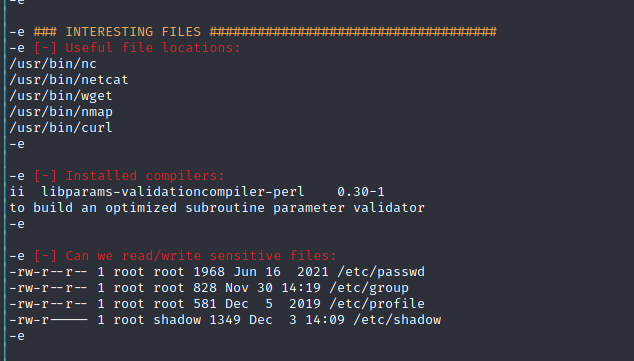 -e
-e ### INTERESTING FILES ####################################
-e [-] Useful file locations:
/usr/bin/nc
/usr/bin/netcat
/usr/bin/wget
/usr/bin/nmap
/usr/bin/curl
-e
-e [-] Installed compilers:
ii  libparams-validationcompiler-perl    0.30-1
to build an optimized subroutine parameter validator
-e
-e [-] Can we read/write sensitive files:
-rw-r--r-- 1 root root 1968 Jun 16  2021 /etc/passwd
-rw-r--r-- 1 root root 828 Nov 30 14:19 /etc/group
-rw-r--r-- 1 root root 581 Dec  5  2019 /etc/profile
-rw-r----- 1 root shadow 1349 Dec  3 14:09 /etc/shadow
-e